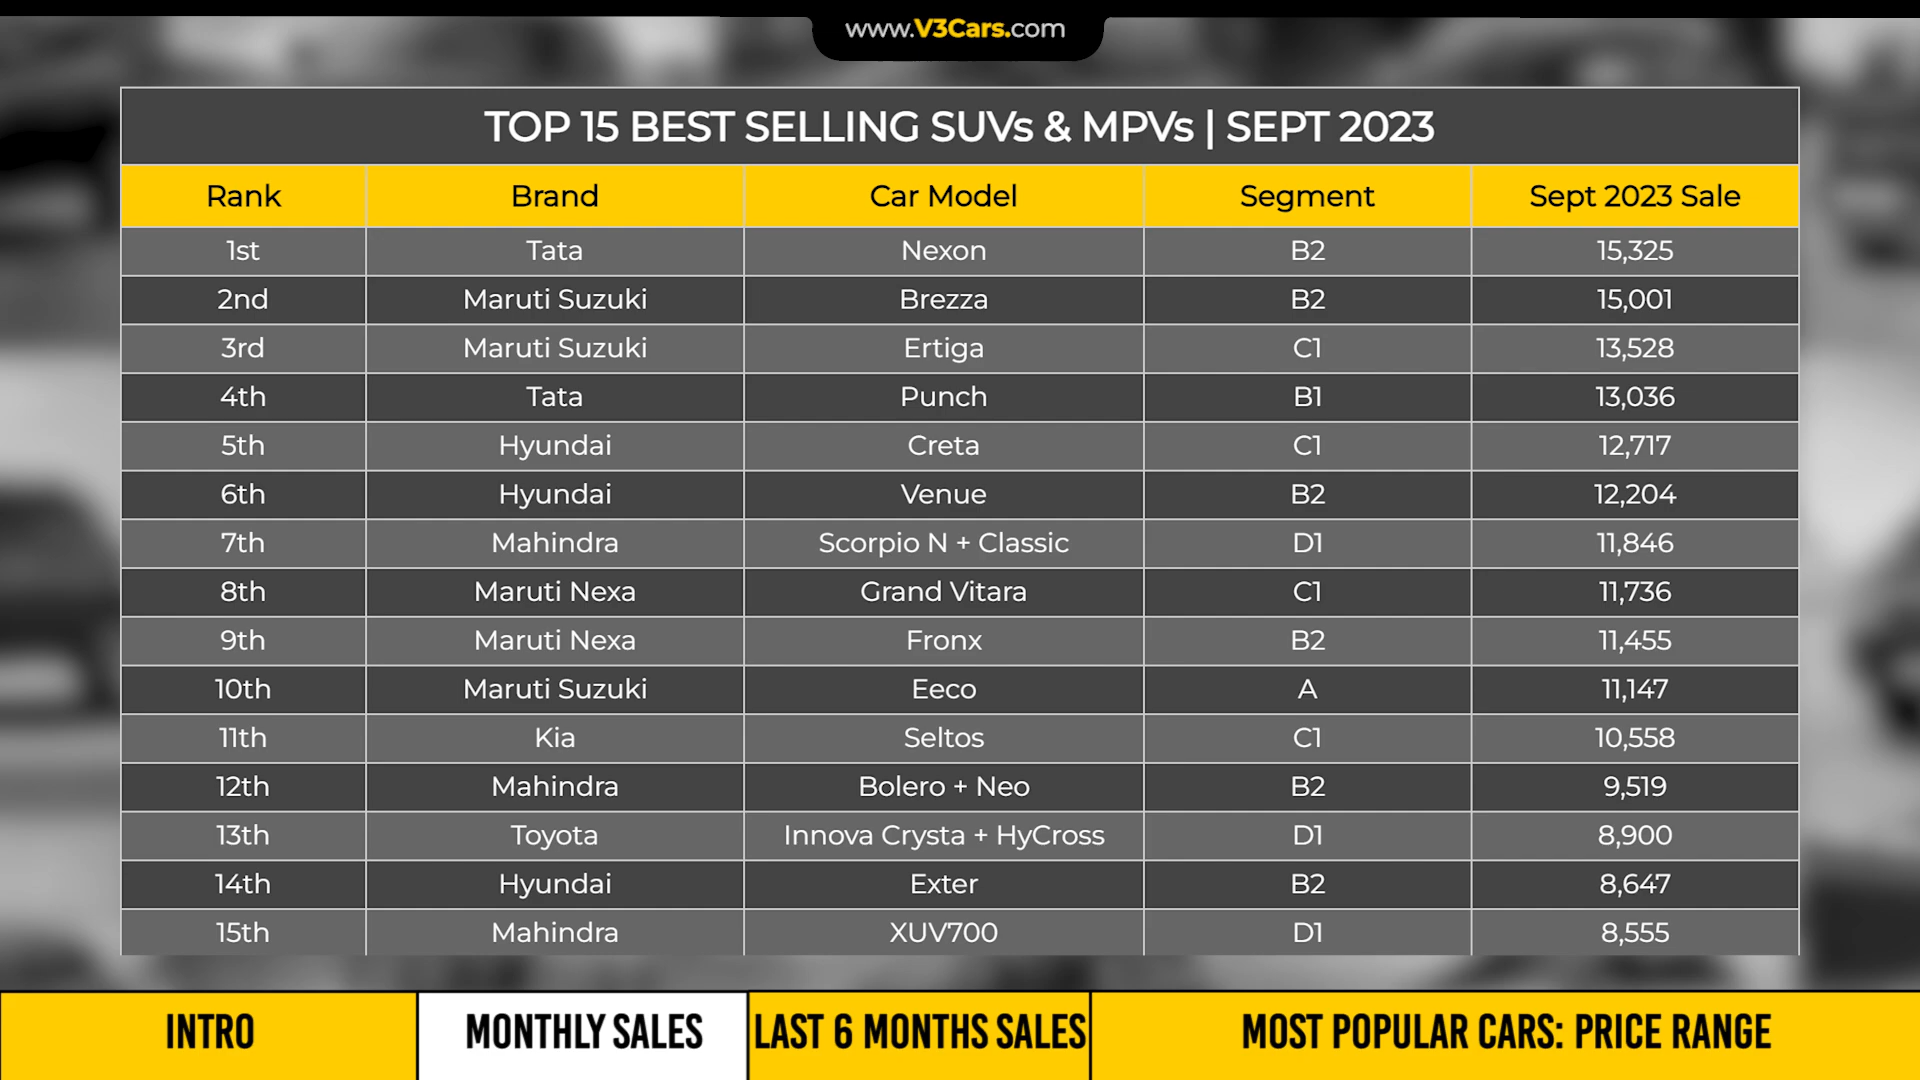 www.V3Cars.com
TOP 15 BEST SELLING SUVs & MPVs | SEPT 2023
Rank Brand Car Model Segment Sept 2023 Sale
1st Tata Nexon B2 15,325
2nd Maruti Suzuki Brezza B2 15,001
3rd Maruti Suzuki Ertiga C1 13,528
4th Tata Punch B1 13,036
5th Hyundai Creta C1 12,717
6th Hyundai Venue B2 12,204
7th Mahindra Scorpio N + Classic D1 11,846
8th Maruti Nexa Grand Vitara C1 11,736
9th Maruti Nexa Fronx B2 11,455
10th Maruti Suzuki Eeco A 11,147
11th Kia Seltos C1 10,558
12th Mahindra Bolero + Neo B2 9,519
13th Toyota Innova Crysta + HyCross D1 8,900
14th Hyundai Exter B2 8,647
15th Mahindra XUV700 D1 8,555
INTRO MONTHLY SALES LAST 6 MONTHS SALES MOST POPULAR CARS: PRICE RANGE